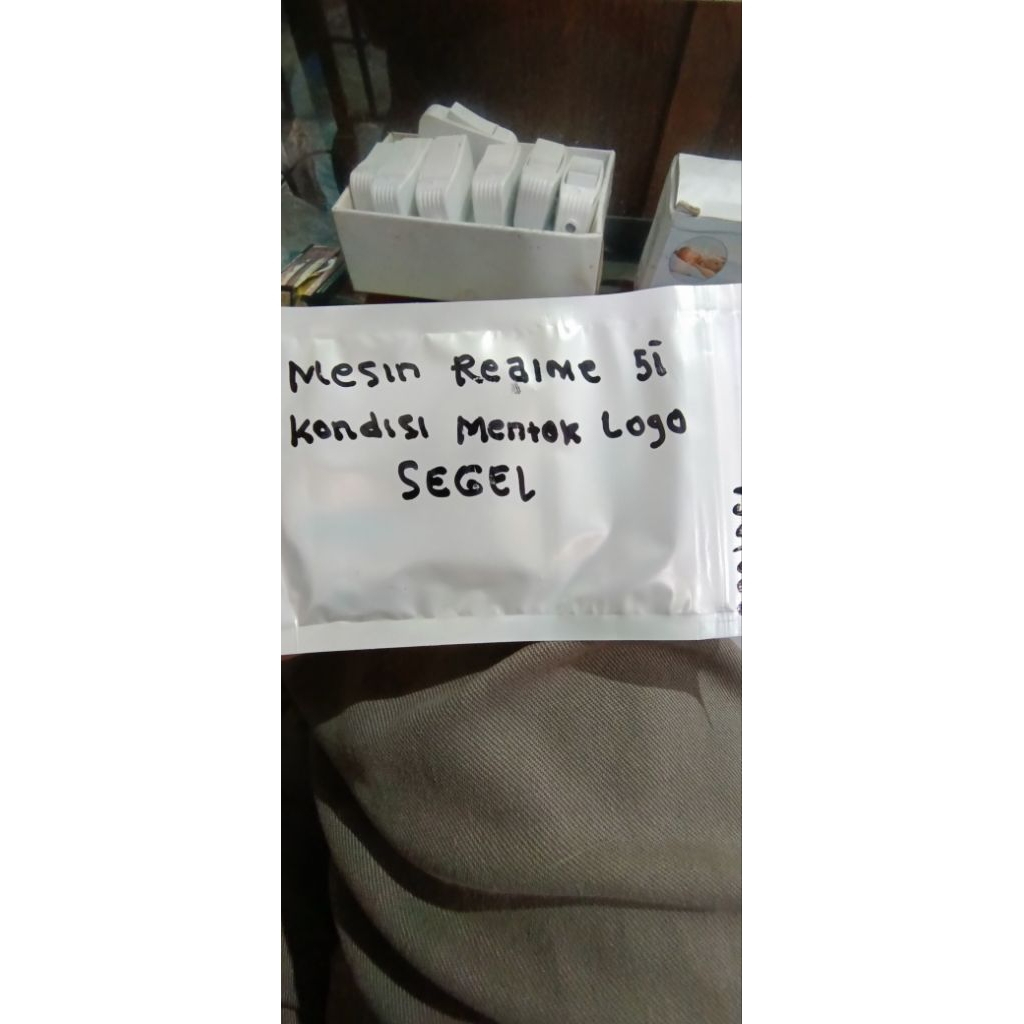 Mesin Realme 5i
Kondisi Mentok Logo
SEGEL